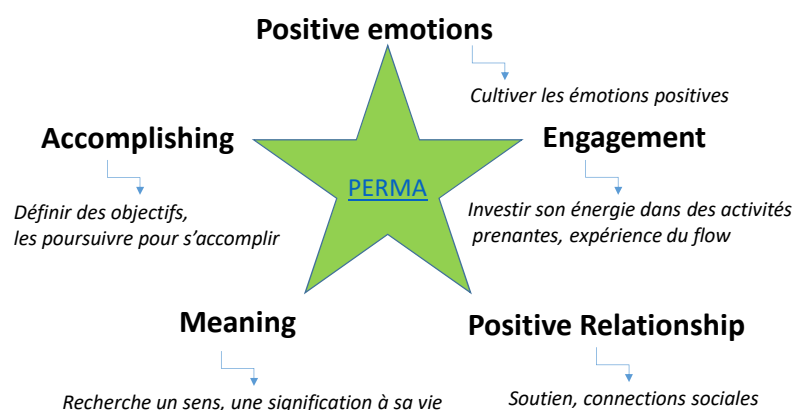 Positive emotions
Cultiver les émotions positives
Accomplishing
Engagement
PERMA
Définir des objectifs,
les poursuivre pour s’accomplir
Investir son énergie dans des activités
prenantes, expérience du flow
Meaning
Positive Relationship
Recherche un sens, une signification à sa vie
Soutien, connections sociales